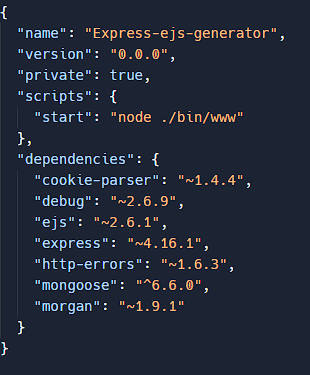 {
  "name": "Express-ejs-generator",
  "version": "0.0.0",
  "private": true,
  "scripts": {
    "start": "node ./bin/www"
  },
  "dependencies": {
    "cookie-parser": "~1.4.4",
    "debug": "~2.6.9",
    "ejs": "~2.6.1",
    "express": "~4.16.1",
    "http-errors": "~1.6.3",
    "mongoose": "^6.6.0",
    "morgan": "~1.9.1"
  }
}